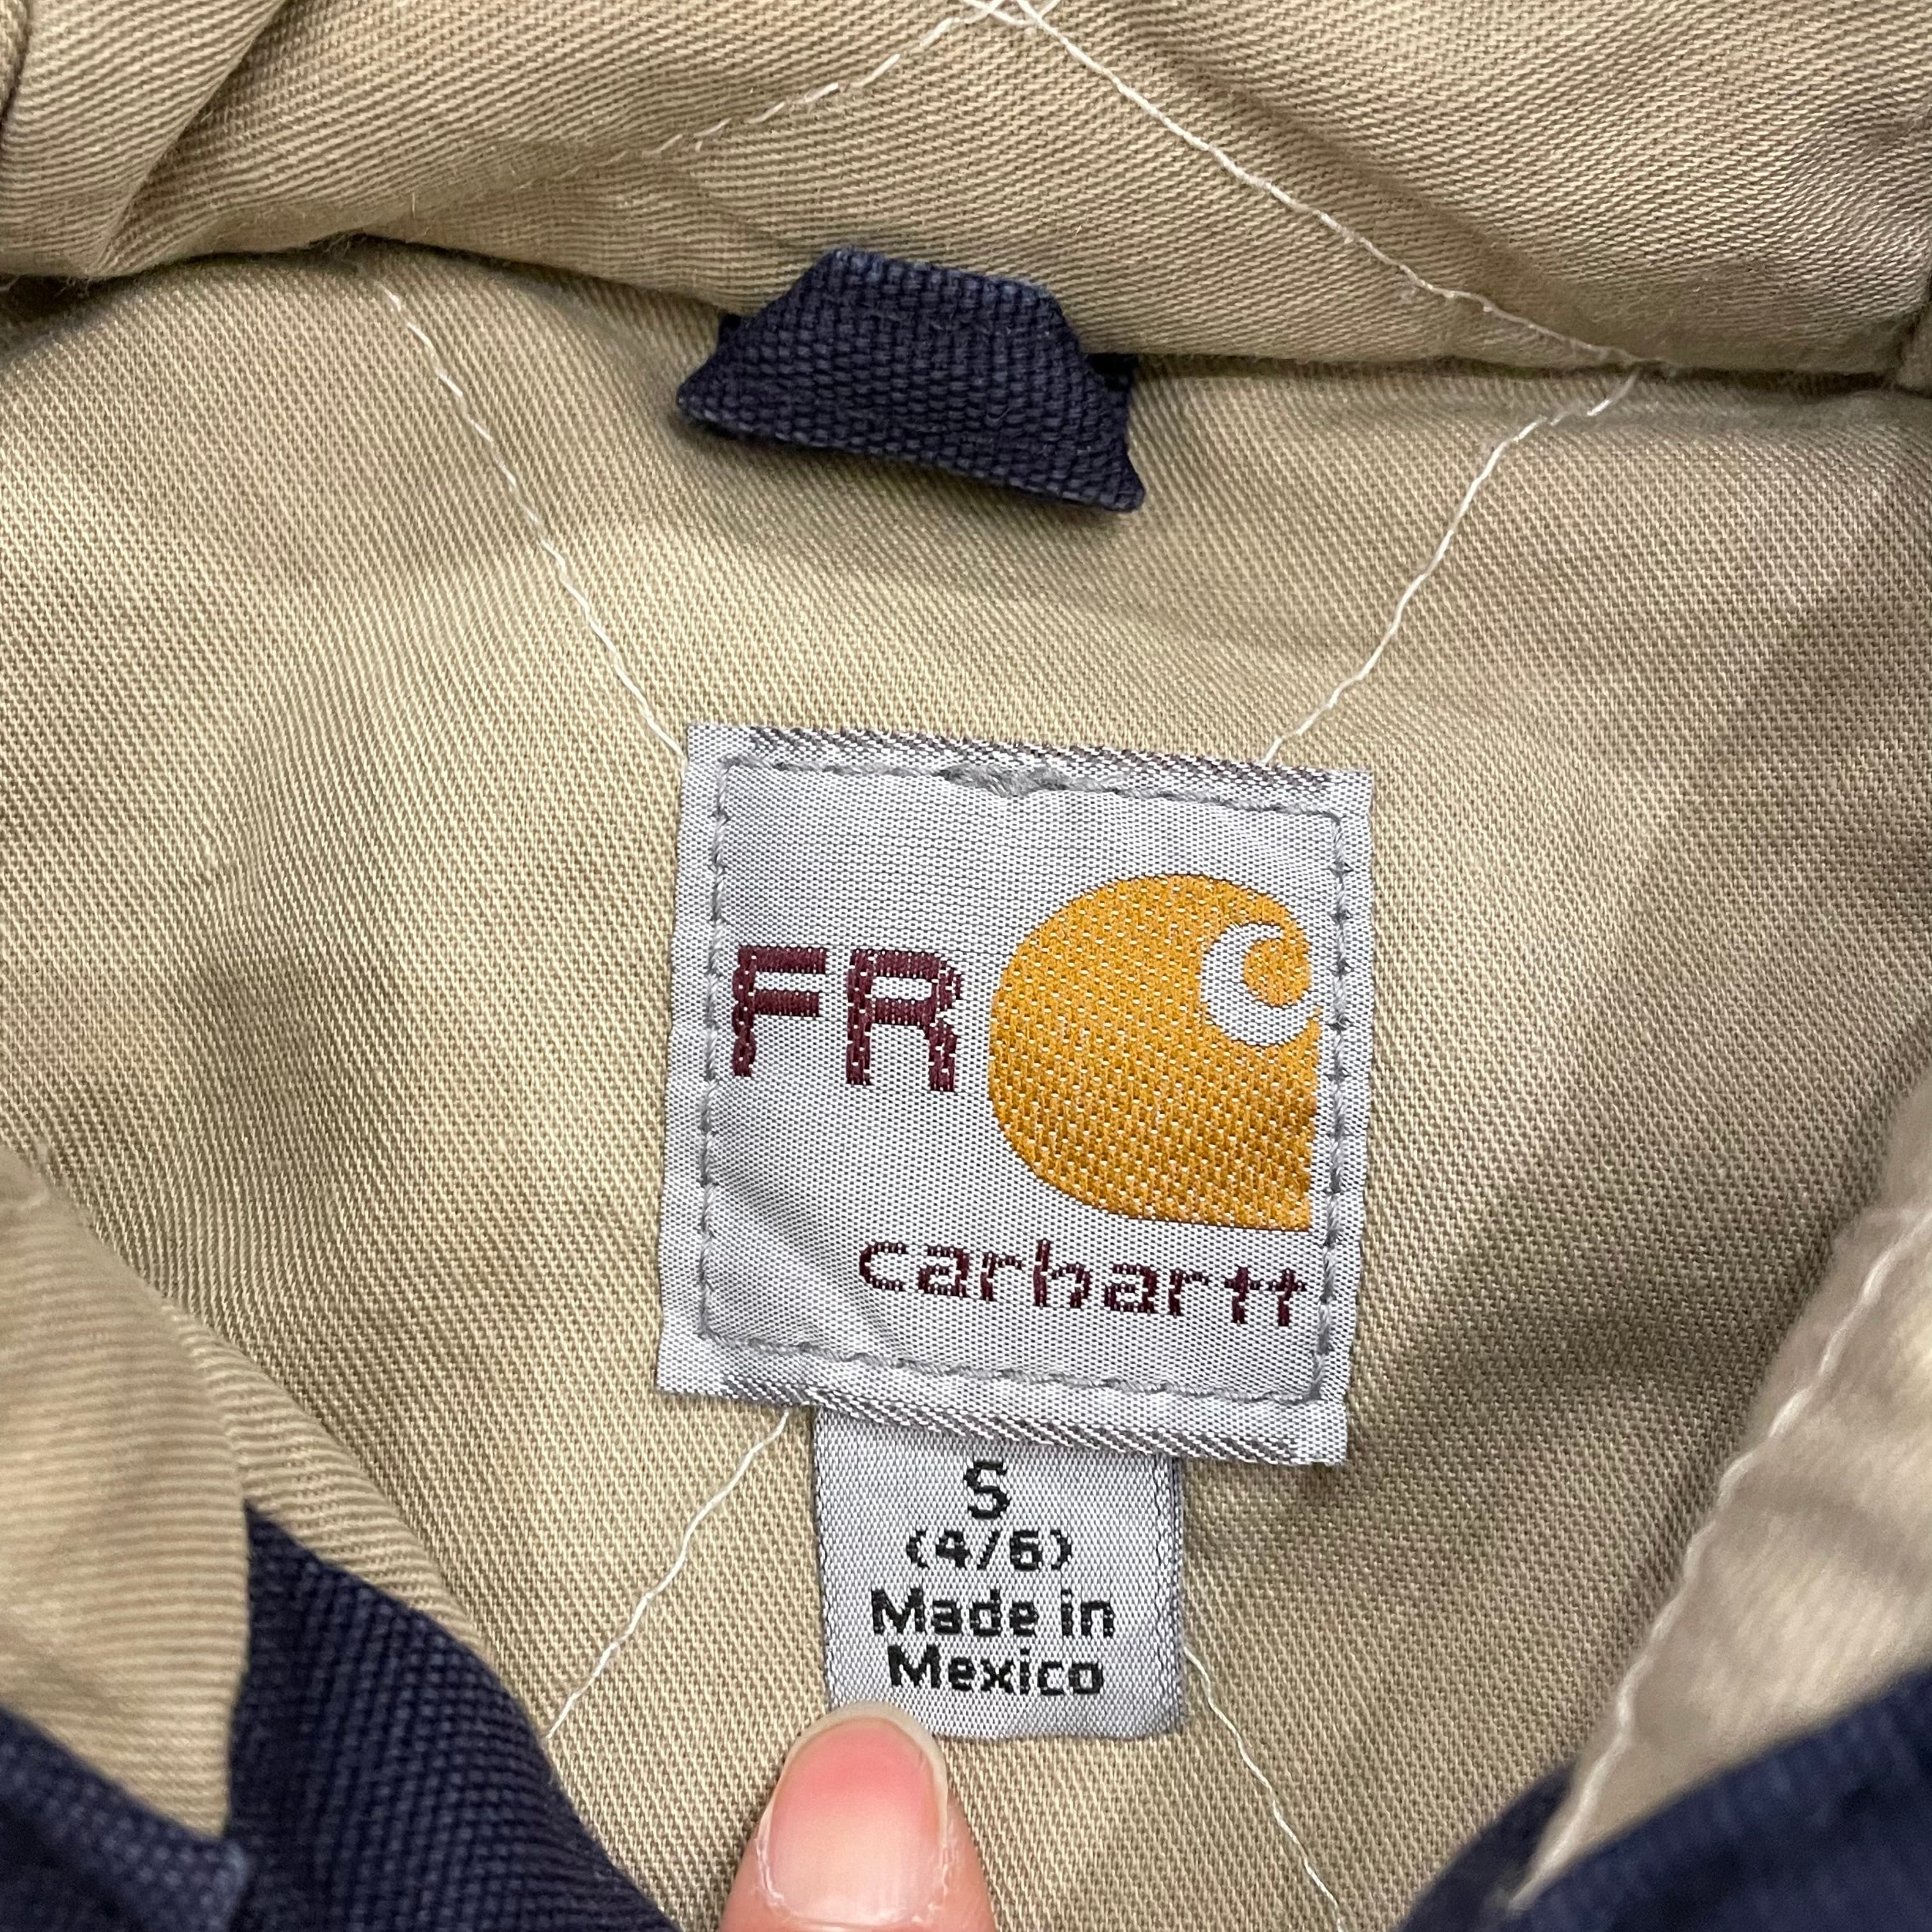 FR
carhartt
S
(4/6)
Made in
Mexico